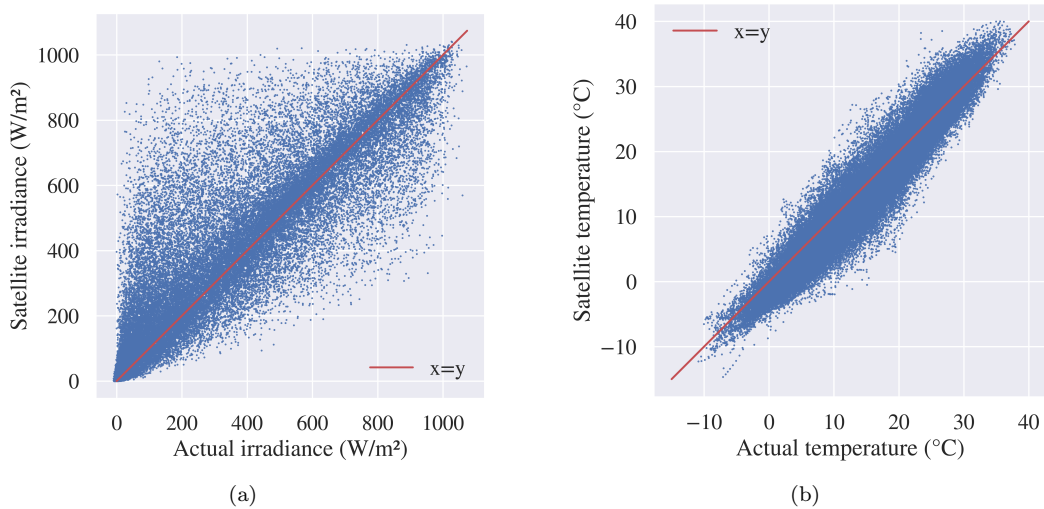 1000
800
600
400
200
0
Satellite irradiance (W/m²)
x=y
0 200 400 600 800 1000
Actual irradiance (W/m²)
(a)
40
30
20
10
0
−10
Satellite temperature (°C)
x=y
−10 0 10 20 30 40
Actual temperature (°C)
(b)